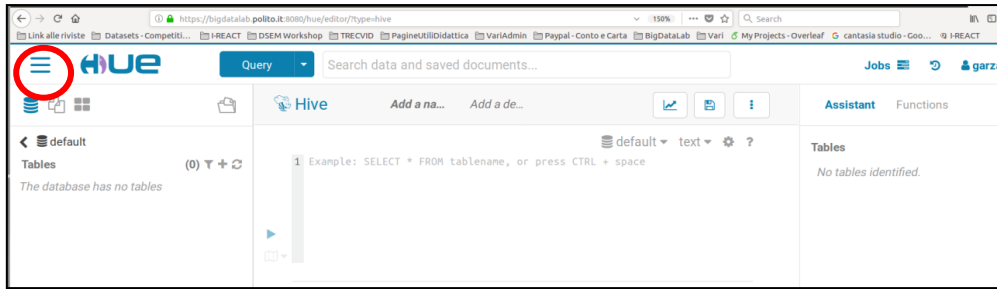 https://bigdatalab.polito.it:8080/hue/editor/?type=hive 150% Search
Link alle riviste Datasets - Competiti... I-REACT DSEM Workshop TRECVID PagineUtiliDidattica VariAdmin Paypal - Conto e Carta BigDataLab Vari My Projects - Overleaf cantasia studio - Goo... I-REACT
HUE Query Search data and saved documents... Jobs garza
Hive Add a na... Add a de... Assistant Functions
default default text ?
Tables (0) 1 Example: SELECT * FROM tablename, or press CTRL + space Tables
The database has no tables No tables identified.